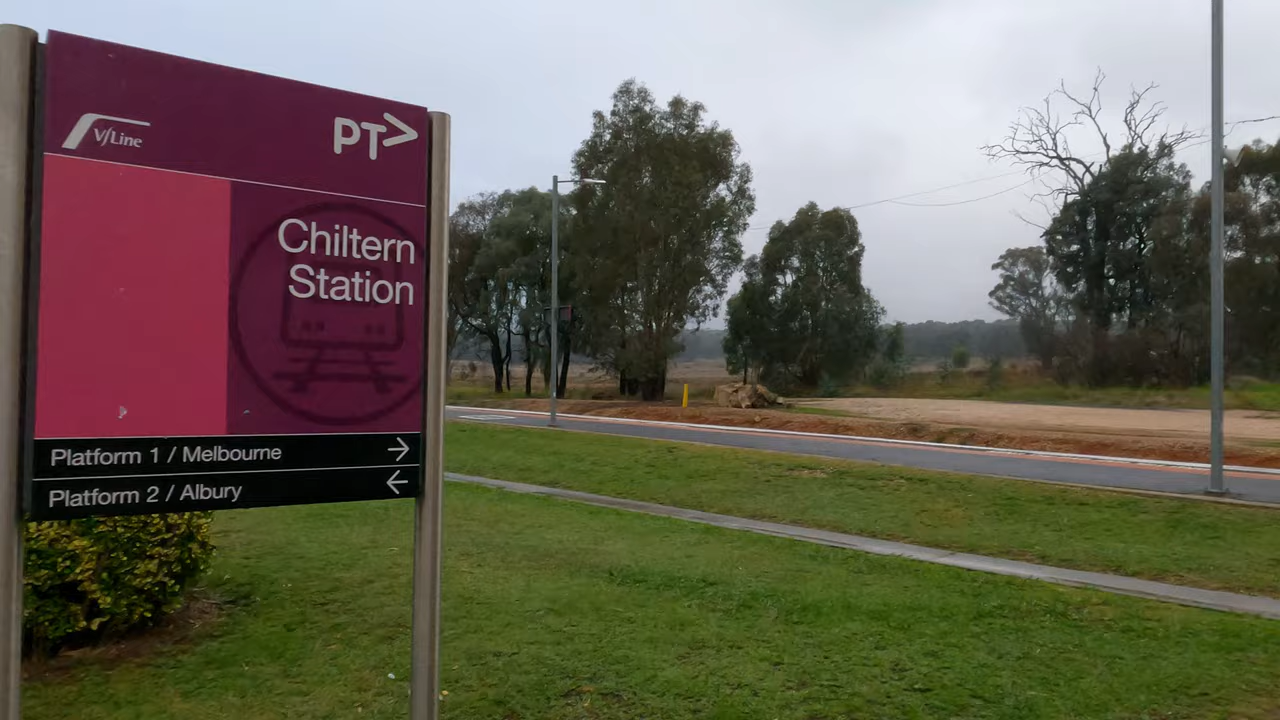 V/Line
PT>
Chiltern
Station
Platform 1 / Melbourne →
Platform 2 / Albury ←